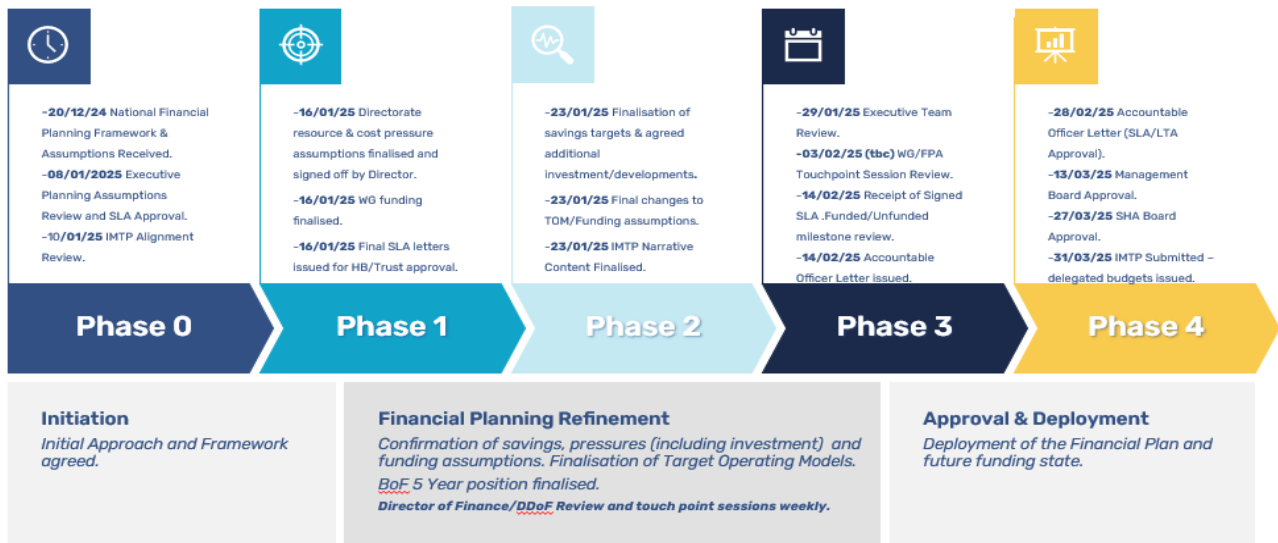 -20/12/24 National Financial
Planning Framework &
Assumptions Received.
-08/01/2025 Executive
Planning Assumptions
Review and SLA Approval.
-10/01/25 IMTP Alignment
Review.
-16/01/25 Directorate
resource & cost pressure
assumptions finalised and
signed off by Director.
-16/01/25 WG funding
finalised.
-16/01/25 Final SLA letters
issued for HB/Trust approval.
-23/01/25 Finalisation of
savings targets & agreed
additional
investment/developments.
-23/01/25 Final changes to
TOM/Funding assumptions.
-23/01/25 IMTP Narrative
Content Finalised.
-29/01/25 Executive Team
Review.
-03/02/25 (tbc) WG/FPA
Touchpoint Session Review.
-14/02/25 Receipt of Signed
SLA .Funded/Unfunded
milestone review.
-14/02/25 Accountable
Officer Letter issued.
-28/02/25 Accountable
Officer Letter (SLA/LTA
Approval).
-13/03/25 Management
Board Approval.
-27/03/25 SHA Board
Approval.
-31/03/25 IMTP Submitted –
delegated budgets issued.
Phase 0
Phase 1
Phase 2
Phase 3
Phase 4
Initiation
Initial Approach and Framework
agreed.
Financial Planning Refinement
Confirmation of savings, pressures (including investment) and
funding assumptions. Finalisation of Target Operating Models.
BoF 5 Year position finalised.
Director of Finance/DDoF Review and touch point sessions weekly.
Approval & Deployment
Deployment of the Financial Plan and
future funding state.